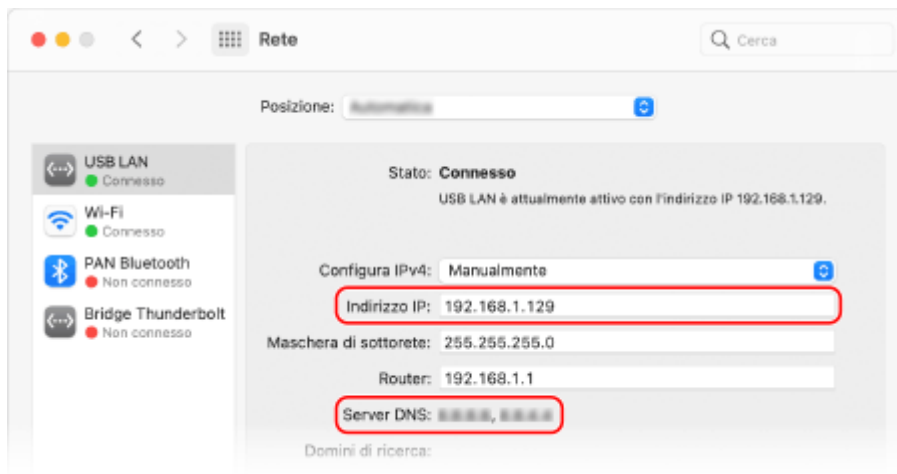 Rete
Cerca
Posizione:
USB LAN
Connesso
Wi-Fi
Connesso
PAN Bluetooth
Non connesso
Bridge Thunderbolt
Non connesso
Stato: Connesso
USB LAN è attualmente attivo con l'indirizzo IP 192.168.1.129.
Configura IPv4: Manualmente
Indirizzo IP: 192.168.1.129
Maschera di sottorete: 255.255.255.0
Router: 192.168.1.1
Server DNS:
Domini di ricerca: